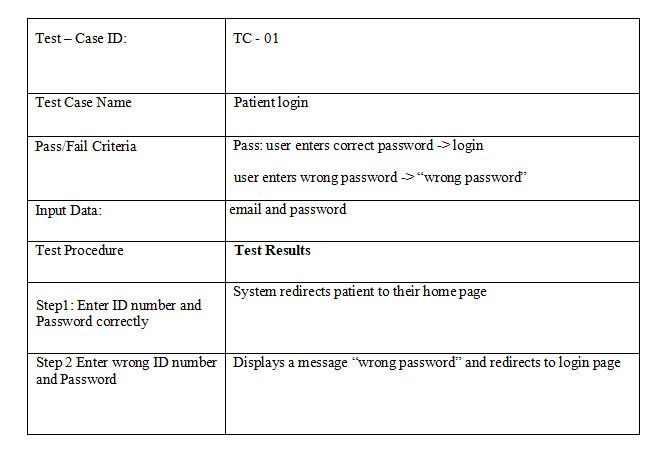 Test – Case ID:
TC - 01
Test Case Name
Patient login
Pass/Fail Criteria
Pass: user enters correct password -> login
user enters wrong password -> “wrong password”
Input Data:
email and password
Test Procedure
Test Results
Step1: Enter ID number and
Password correctly
System redirects patient to their home page
Step 2 Enter wrong ID number
and Password
Displays a message “wrong password” and redirects to login page